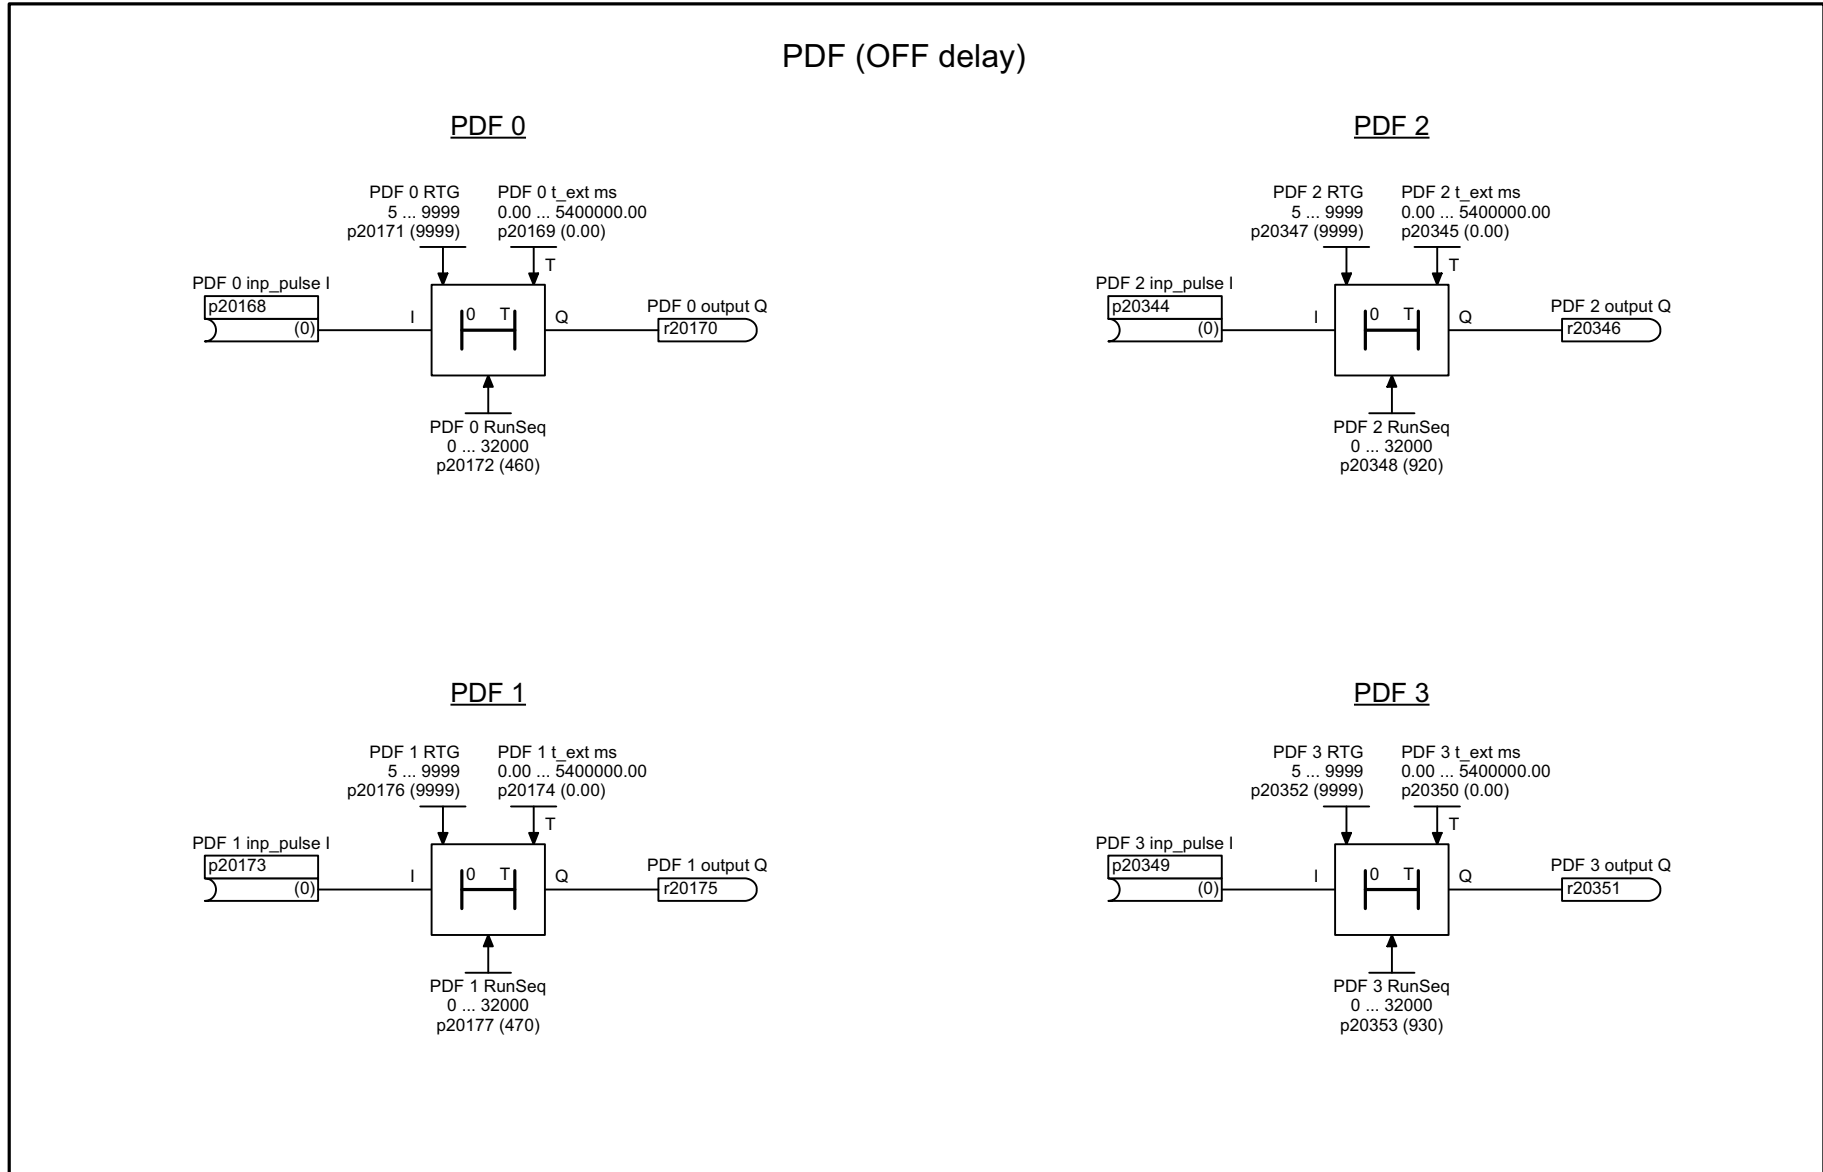 PDF (OFF delay)
PDF 0
PDF 0 RTG
5 ... 9999
p20171 (9999)
PDF 0 t_ext ms
0.00 ... 5400000.00
p20169 (0.00)
T
PDF 0 inp_pulse I
p20168
(0)
I
0 T
Q
PDF 0 output Q
r20170
PDF 0 RunSeq
0 ... 32000
p20172 (460)
PDF 2
PDF 2 RTG
5 ... 9999
p20347 (9999)
PDF 2 t_ext ms
0.00 ... 5400000.00
p20345 (0.00)
T
PDF 2 inp_pulse I
p20344
(0)
I
0 T
Q
PDF 2 output Q
r20346
PDF 2 RunSeq
0 ... 32000
p20348 (920)
PDF 1
PDF 1 RTG
5 ... 9999
p20176 (9999)
PDF 1 t_ext ms
0.00 ... 5400000.00
p20174 (0.00)
T
PDF 1 inp_pulse I
p20173
(0)
I
0 T
Q
PDF 1 output Q
r20175
PDF 1 RunSeq
0 ... 32000
p20177 (470)
PDF 3
PDF 3 RTG
5 ... 9999
p20352 (9999)
PDF 3 t_ext ms
0.00 ... 5400000.00
p20350 (0.00)
T
PDF 3 inp_pulse I
p20349
(0)
I
0 T
Q
PDF 3 output Q
r20351
PDF 3 RunSeq
0 ... 32000
p20353 (930)